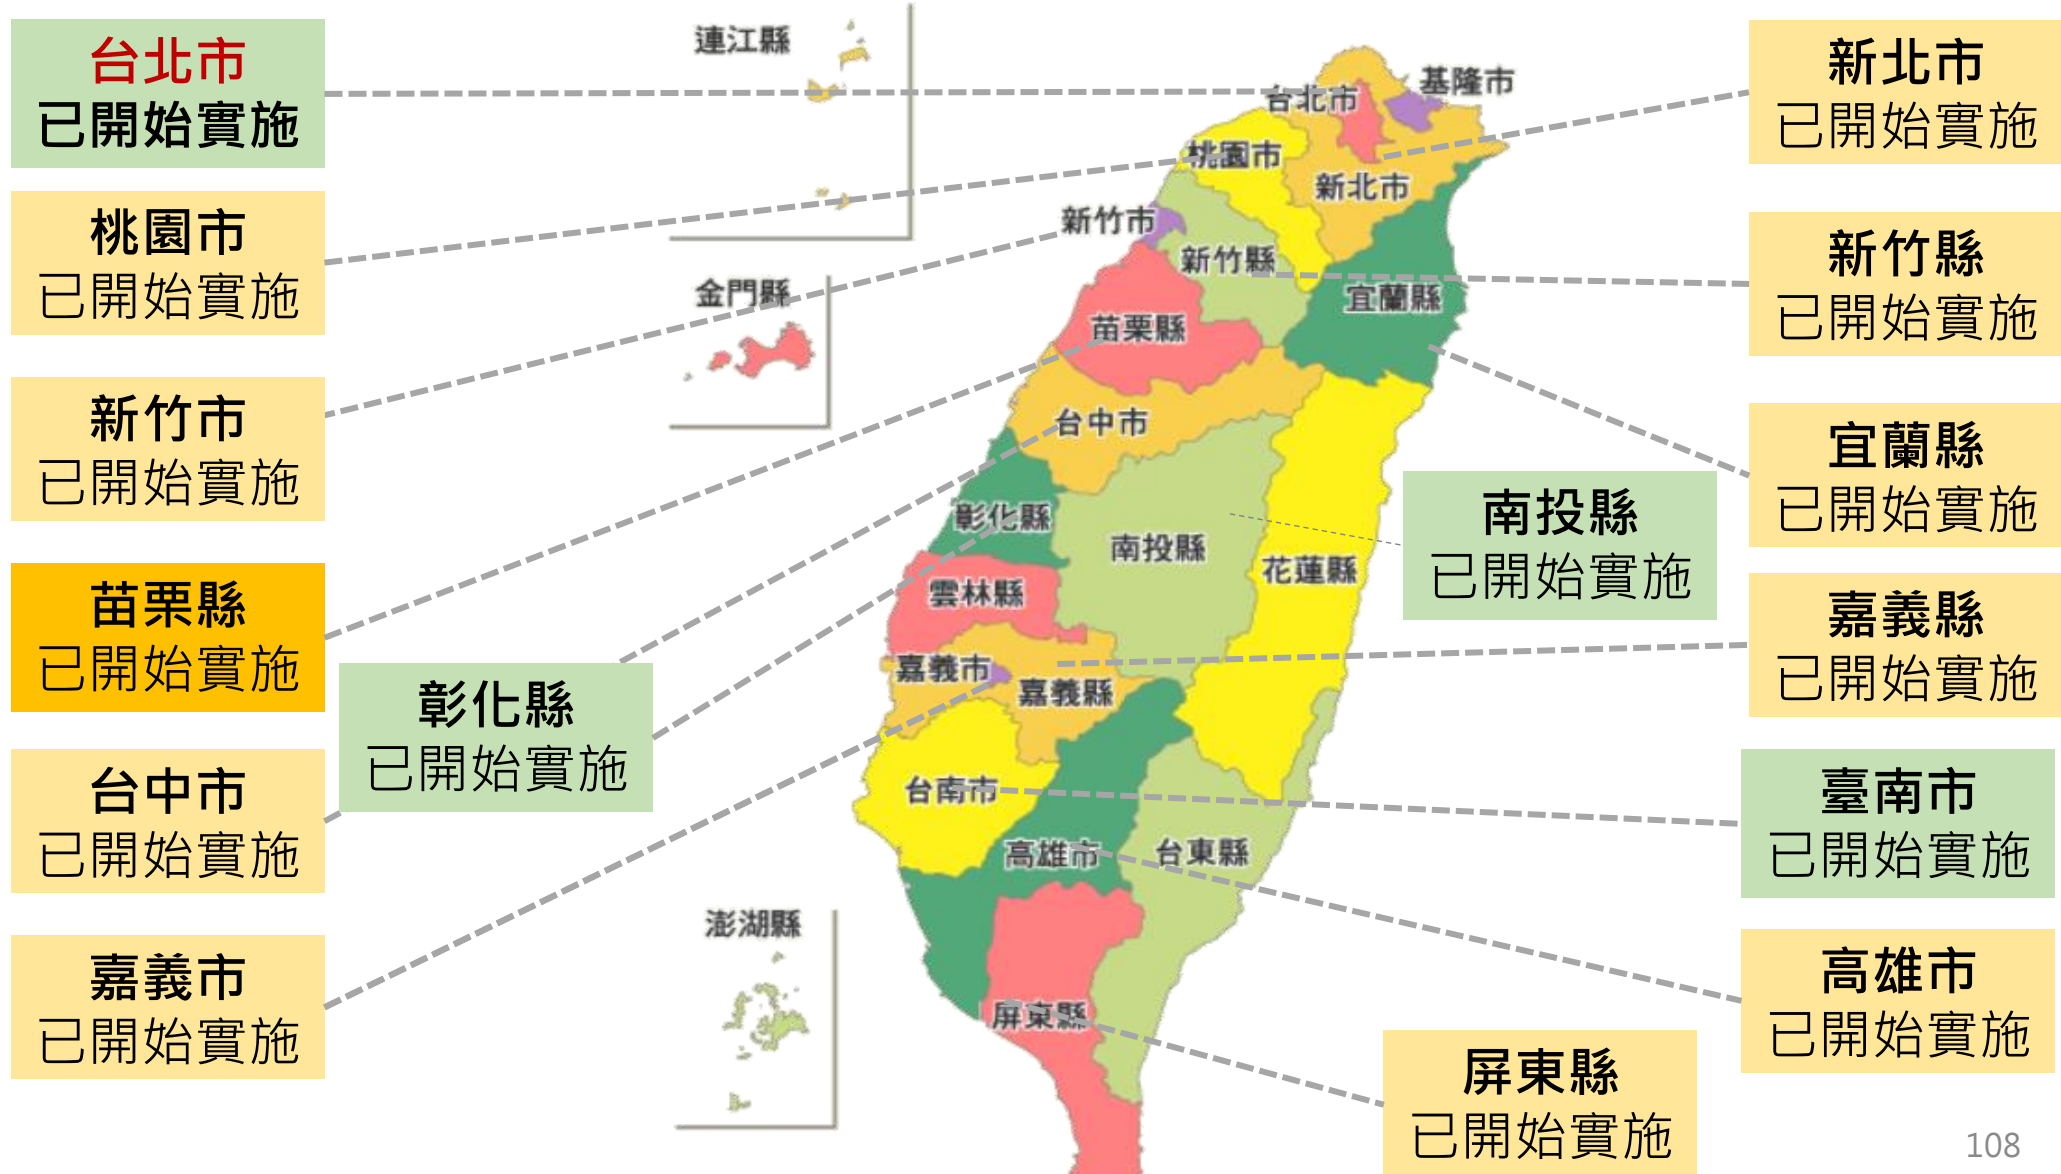 台北市
已開始實施
桃園市
已開始實施
新竹市
已開始實施
苗栗縣
已開始實施
台中市
已開始實施
嘉義市
已開始實施
彰化縣
已開始實施
連江縣
金門縣
澎湖縣
台北市
基隆市
桃園市
新北市
新竹市
新竹縣
宜蘭縣
苗栗縣
台中市
彰化縣
南投縣
花蓮縣
雲林縣
嘉義市
嘉義縣
台南市
高雄市
台東縣
屏東縣
新北市
已開始實施
新竹縣
已開始實施
宜蘭縣
已開始實施
南投縣
已開始實施
嘉義縣
已開始實施
臺南市
已開始實施
高雄市
已開始實施
屏東縣
已開始實施
108